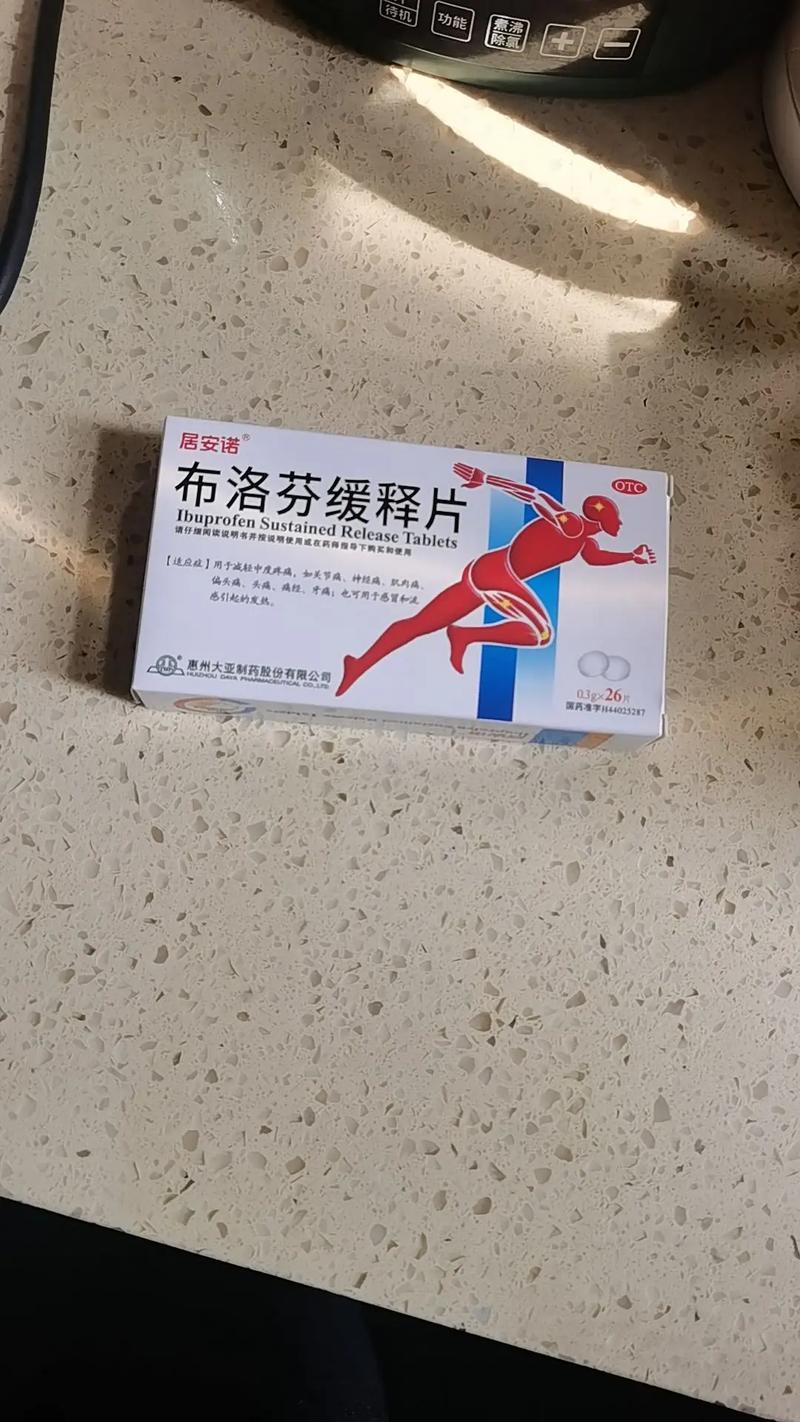 待机
功能
煮沸
除氯
居安诺®
OTC
布洛芬缓释片
Ibuprofen Sustained Release Tablets
请仔细阅读说明书并按说明使用或在药师指导下购买和使用
【适应症】用于减轻中度疼痛，如关节痛、神经痛、肌肉痛、
偏头痛、头痛、痛经、牙痛；也可用于感冒和流
感引起的发热。
惠州大亚制药股份有限公司
HUIZHOU DAYA PHARMACEUTICAL CO.,LTD
0.3g×26片
国药准字H44025287